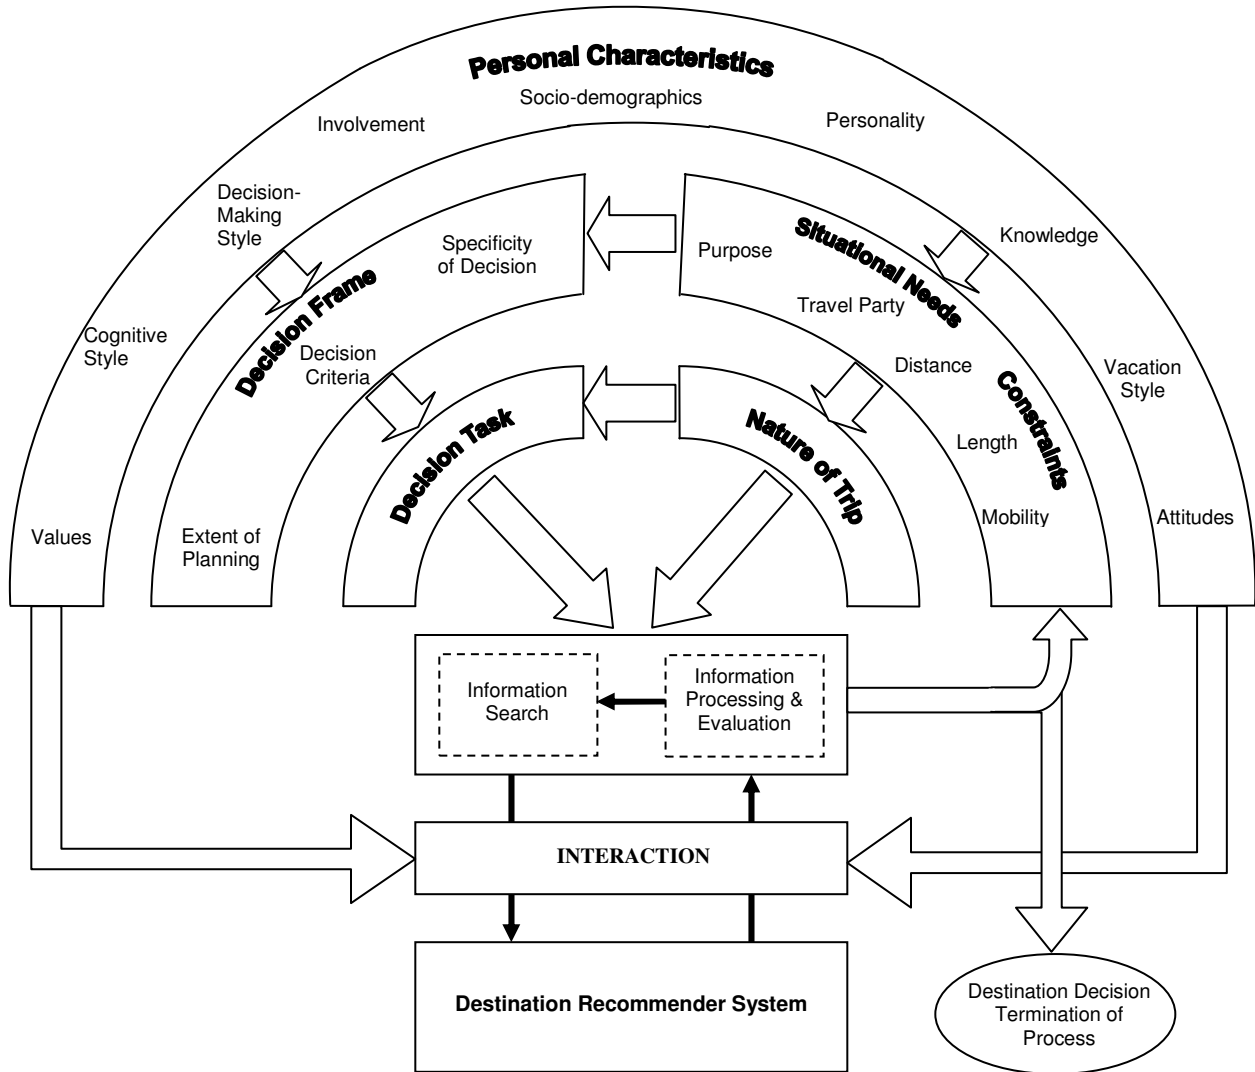 Personal Characteristics
Socio-demographics
Involvement
Personality
Decision-
Making
Style
Knowledge
Cognitive
Style
Vacation
Style
Values
Attitudes
Decision Frame
Specificity
of Decision
Decision
Criteria
Extent of
Planning
Situational Needs
Constraints
Purpose
Travel Party
Distance
Length
Mobility
Decision Task
Nature of Trip
Information
Search
Information
Processing &
Evaluation
INTERACTION
Destination Recommender System
Destination Decision
Termination of
Process